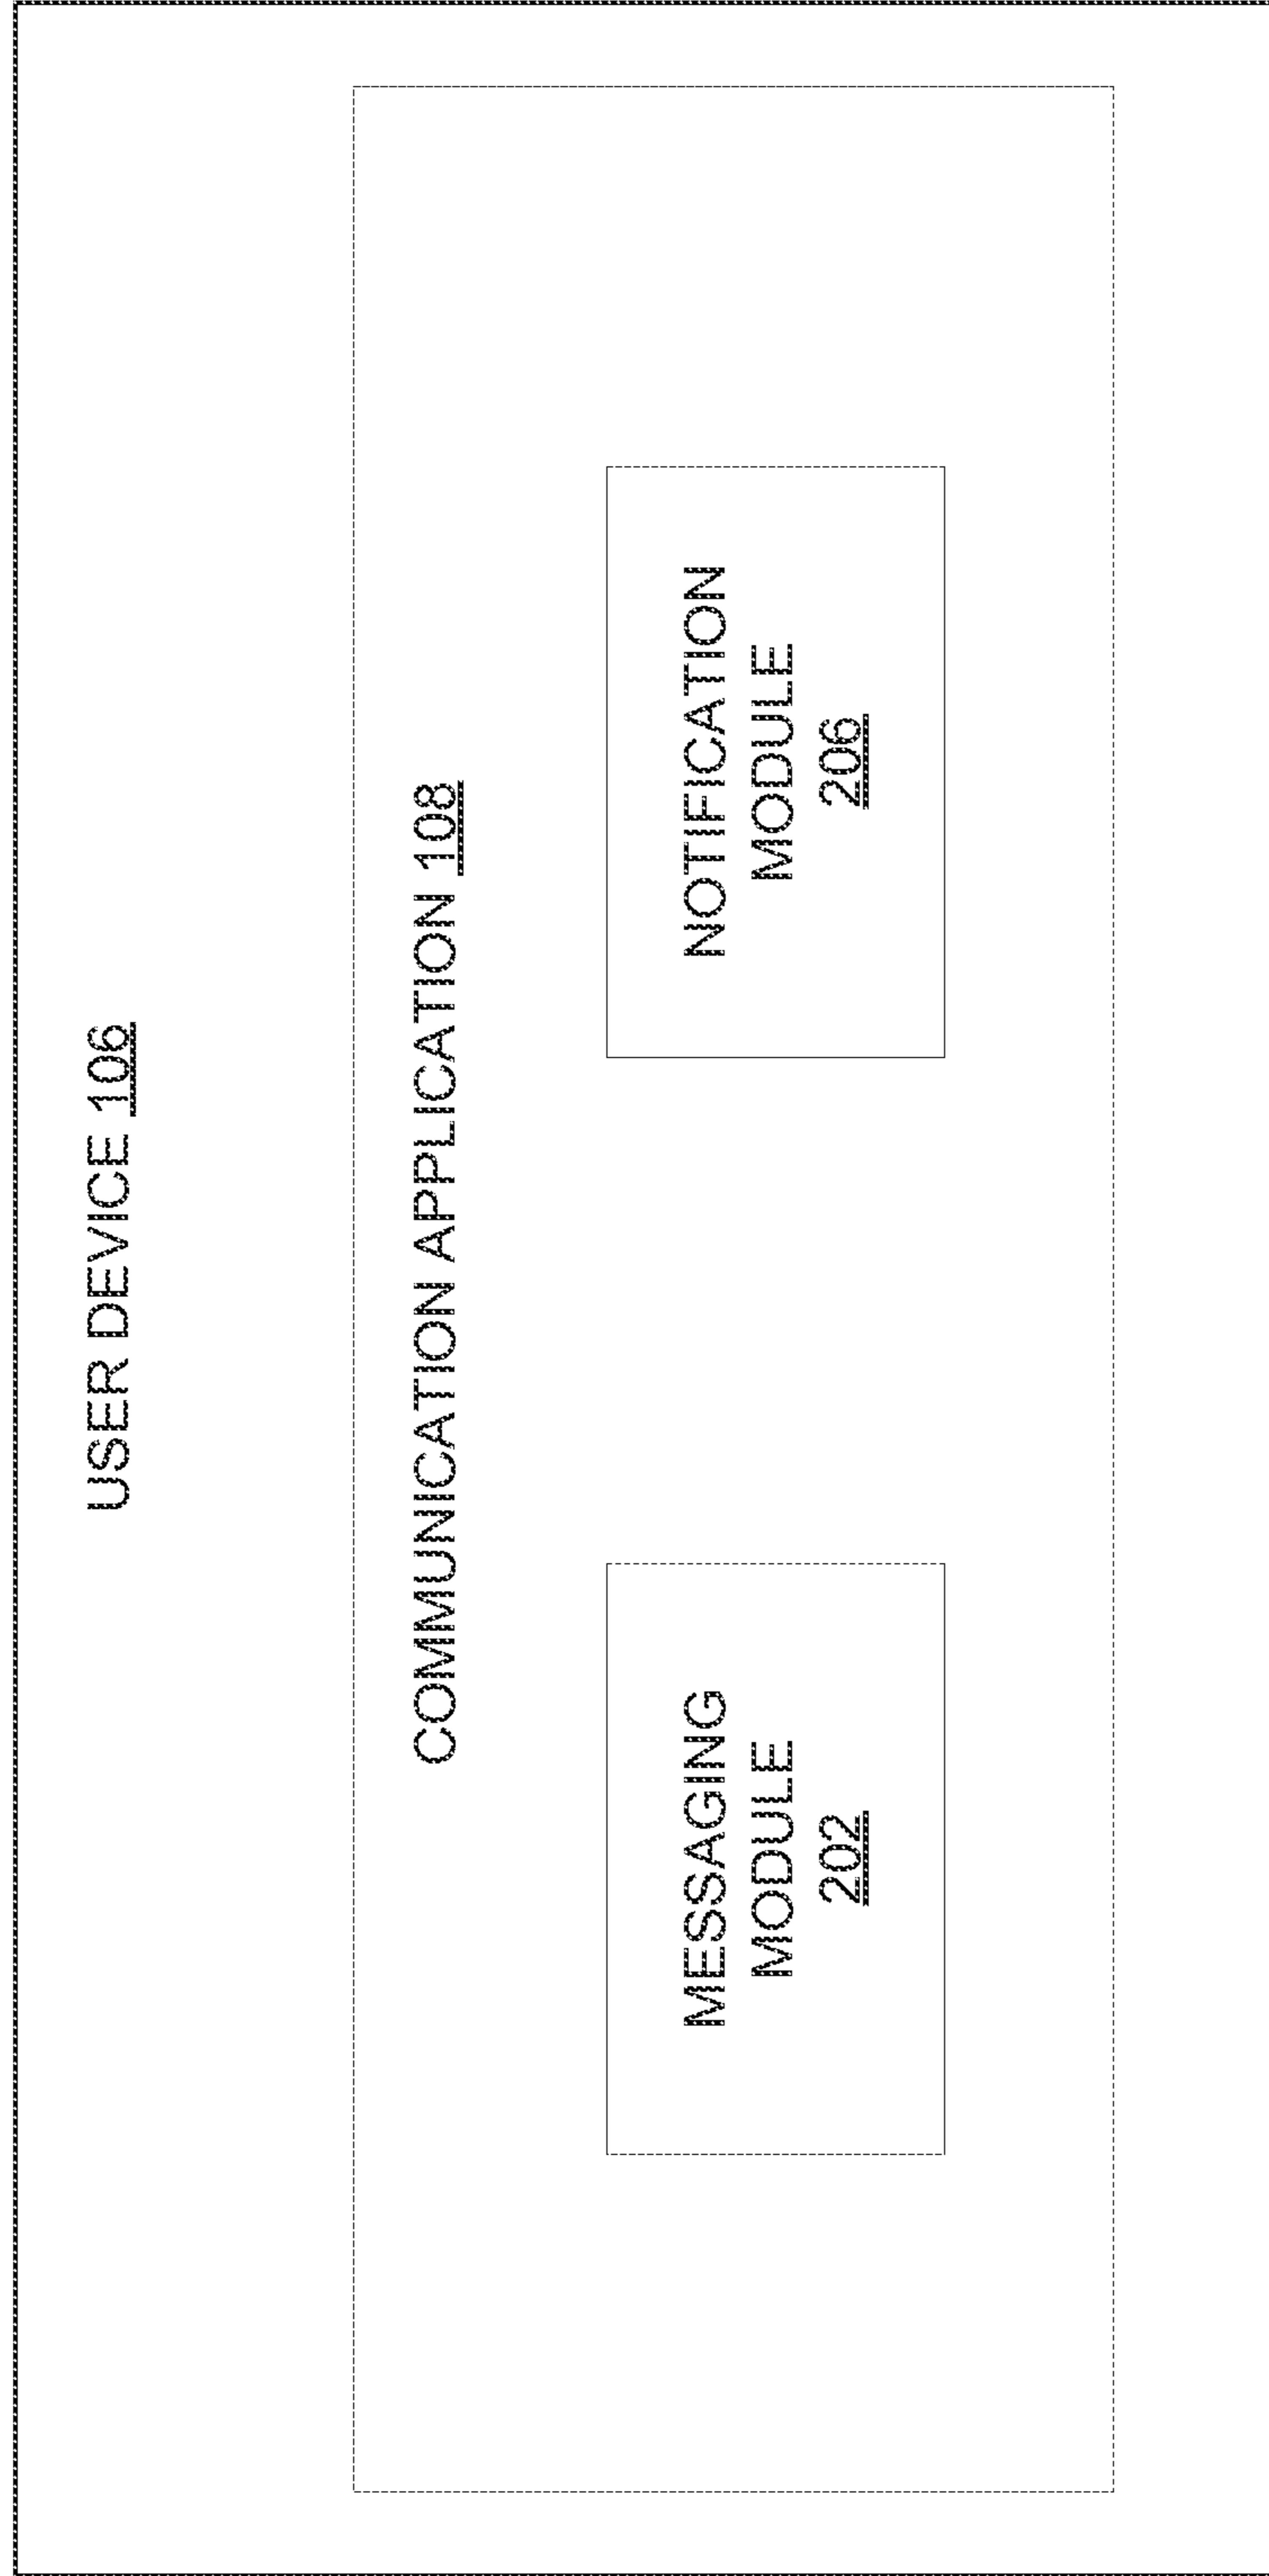 USER DEVICE 106
COMMUNICATION APPLICATION 108
MESSAGING
MODULE
202
NOTIFICATION
MODULE
206